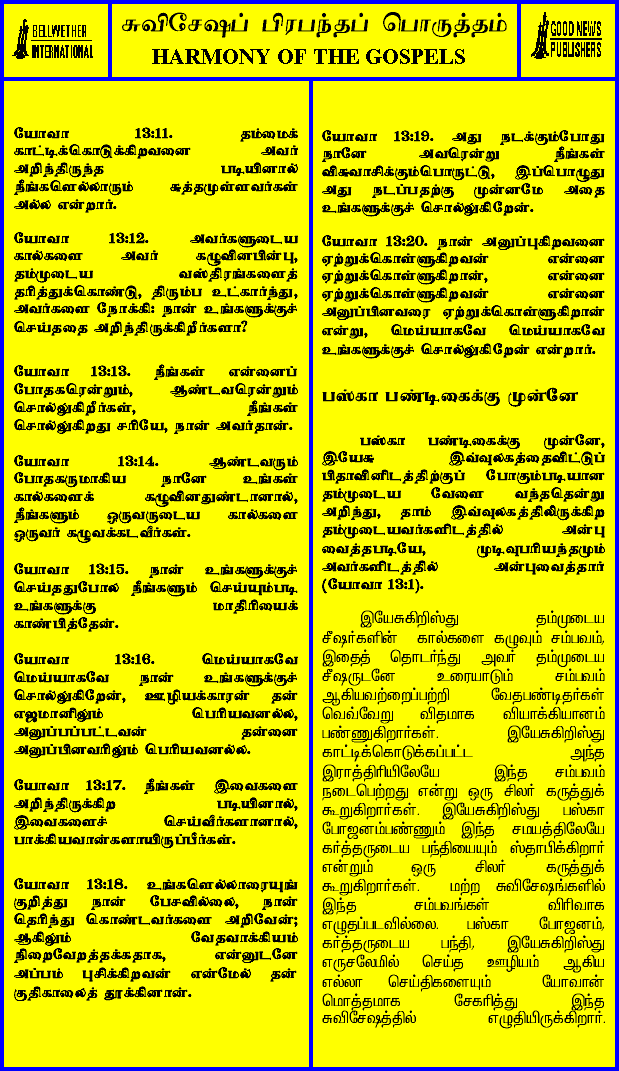 BELLWETHER
INTERNATIONAL
சுவிசேஷப் பிரபந்தப் பொருத்தம்
HARMONY OF THE GOSPELS
GOOD NEWS
PUBLISHERS
யோவா 13:11. தம்மைக்
காட்டிக்கொடுக்கிறவனை அவர்
அறிந்திருந்த படியினால்
நீங்களெல்லாரும் சுத்தமுள்ளவர்கள்
அல்ல என்றார்.
யோவா 13:12. அவர்களுடைய
கால்களை அவர் கழுவினபின்பு,
தம்முடைய வஸ்திரங்களைத்
தரித்துக்கொண்டு, திரும்ப உட்கார்ந்து,
அவர்களை நோக்கி: நான் உங்களுக்குச்
செய்ததை அறிந்திருக்கிறீர்களா?
யோவா 13:13. நீங்கள் என்னைப்
போதகரென்றும், ஆண்டவரென்றும்
சொல்லுகிறீர்கள், நீங்கள்
சொல்லுகிறது சரியே, நான் அவர்தான்.
யோவா 13:14. ஆண்டவரும்
போதகருமாகிய நானே உங்கள்
கால்களைக் கழுவினதுண்டானால்,
நீங்களும் ஒருவருடைய கால்களை
ஒருவர் கழுவக்கடவீர்கள்.
யோவா 13:15. நான் உங்களுக்குச்
செய்ததுபோல நீங்களும் செய்யும்படி
உங்களுக்கு மாதிரியைக்
காண்பித்தேன்.
யோவா 13:16. மெய்யாகவே
மெய்யாகவே நான் உங்களுக்குச்
சொல்லுகிறேன், ஊழியக்காரன் தன்
எஜமானிலும் பெரியவனல்ல,
அனுப்பப்பட்டவன் தன்னை
அனுப்பினவரிலும் பெரியவனல்ல.
யோவா 13:17. நீங்கள் இவைகளை
அறிந்திருக்கிற படியினால்,
இவைகளைச் செய்வீர்களானால்,
பாக்கியவான்களாயிருப்பீர்கள்.
யோவா 13:18. உங்களெல்லாரையுங்
குறித்து நான் பேசவில்லை, நான்
தெரிந்து கொண்டவர்களை அறிவேன்;
ஆகிலும் வேதவாக்கியம்
நிறைவேறத்தக்கதாக, என்னுடனே
அப்பம் புசிக்கிறவன் என்மேல் தன்
குதிகாலைத் தூக்கினான்.
யோவா 13:19. அது நடக்கும்போது
நானே அவரென்று நீங்கள்
விசுவாசிக்கும்பொருட்டு, இப்பொழுது
அது நடப்பதற்கு முன்னமே அதை
உங்களுக்குச் சொல்லுகிறேன்.
யோவா 13:20. நான் அனுப்புகிறவனை
ஏற்றுக்கொள்ளுகிறவன் என்னை
ஏற்றுக்கொள்ளுகிறான், என்னை
ஏற்றுக்கொள்ளுகிறவன் என்னை
அனுப்பினவரை ஏற்றுக்கொள்ளுகிறான்
என்று, மெய்யாகவே மெய்யாகவே
உங்களுக்குச் சொல்லுகிறேன் என்றார்.
பஸ்கா பண்டிகைக்கு முன்னே
பஸ்கா பண்டிகைக்கு முன்னே,
இயேசு இவ்வுலகத்தைவிட்டுப்
பிதாவினிடத்திற்குப் போகும்படியான
தம்முடைய வேளை வந்ததென்று
அறிந்து, தாம் இவ்வுலகத்திலிருக்கிற
தம்முடையவர்களிடத்தில் அன்பு
வைத்தபடியே, முடிவுபரியந்தமும்
அவர்களிடத்தில் அன்புவைத்தார்
(யோவா 13:1).
இயேசுகிறிஸ்து தம்முடைய
சீஷர்களின் கால்களை கழுவும் சம்பவம்,
இதைத் தொடர்ந்து அவர் தம்முடைய
சீஷருடனே உரையாடும் சம்பவம்
ஆகியவற்றைப்பற்றி வேதபண்டிதர்கள்
வெவ்வேறு விதமாக வியாக்கியானம்
பண்ணுகிறார்கள். இயேசுகிறிஸ்து
காட்டிக்கொடுக்கப்பட்ட அந்த
இராத்திரியிலேயே இந்த சம்பவம்
நடைபெற்றது என்று ஒரு சிலர் கருத்துக்
கூறுகிறார்கள். இயேசுகிறிஸ்து பஸ்கா
போஜனம்பண்ணும் இந்த சமயத்திலேயே
கர்த்தருடைய பந்தியையும் ஸ்தாபிக்கிறார்
என்றும் ஒரு சிலர் கருத்துக்
கூறுகிறார்கள். மற்ற சுவிசேஷங்களில்
இந்த சம்பவங்கள் விரிவாக
எழுதப்படவில்லை. பஸ்கா போஜனம்,
கர்த்தருடைய பந்தி, இயேசுகிறிஸ்து
எருசலேமில் செய்த ஊழியம் ஆகிய
எல்லா செய்திகளையும் யோவான்
மொத்தமாக சேகரித்து இந்த
சுவிசேஷத்தில் எழுதியிருக்கிறார்.